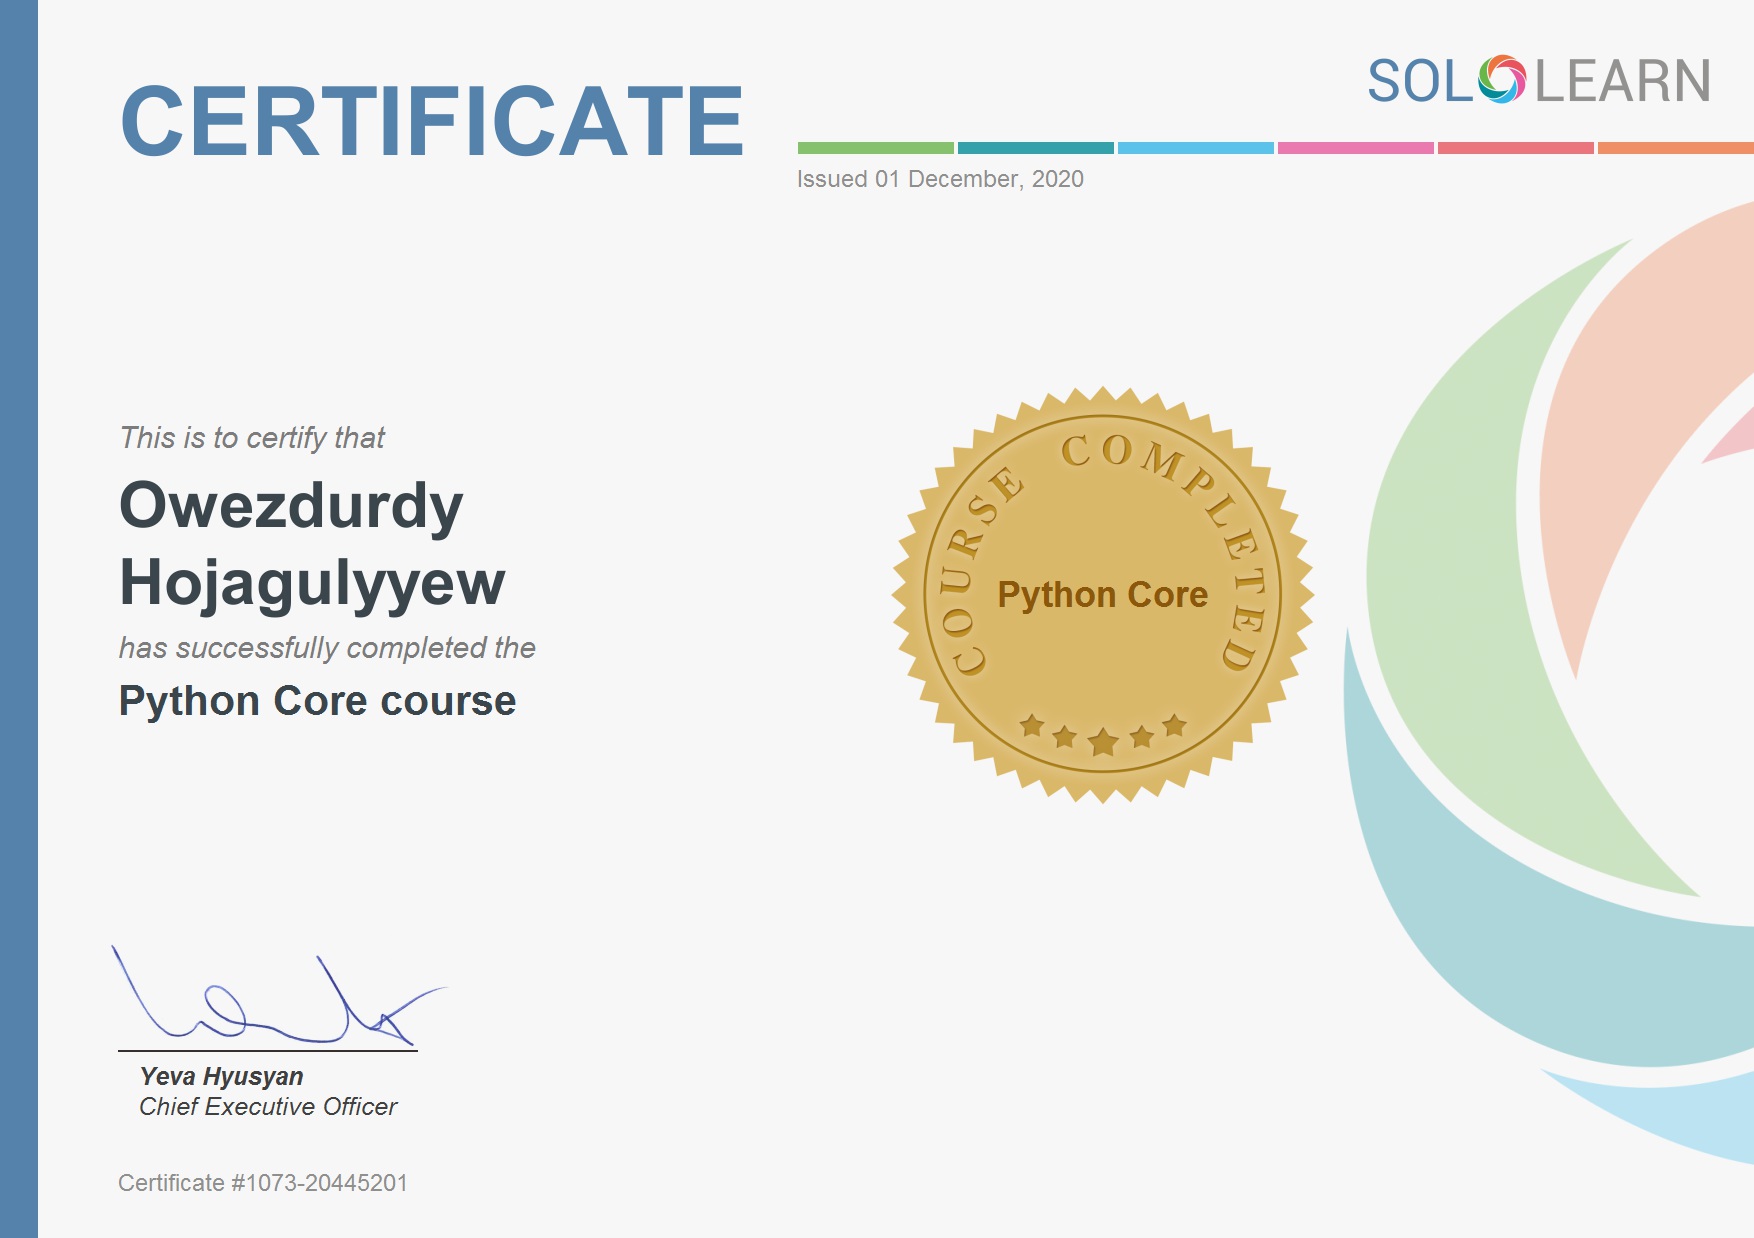 CERTIFICATE
SOLOLEARN
Issued 01 December, 2020
This is to certify that
Owezdurdy
Hojagulyyew
has successfully completed the
Python Core course
COURSE COMPLETED
Python Core
Yeva Hyusyan
Chief Executive Officer
Certificate #1073-20445201